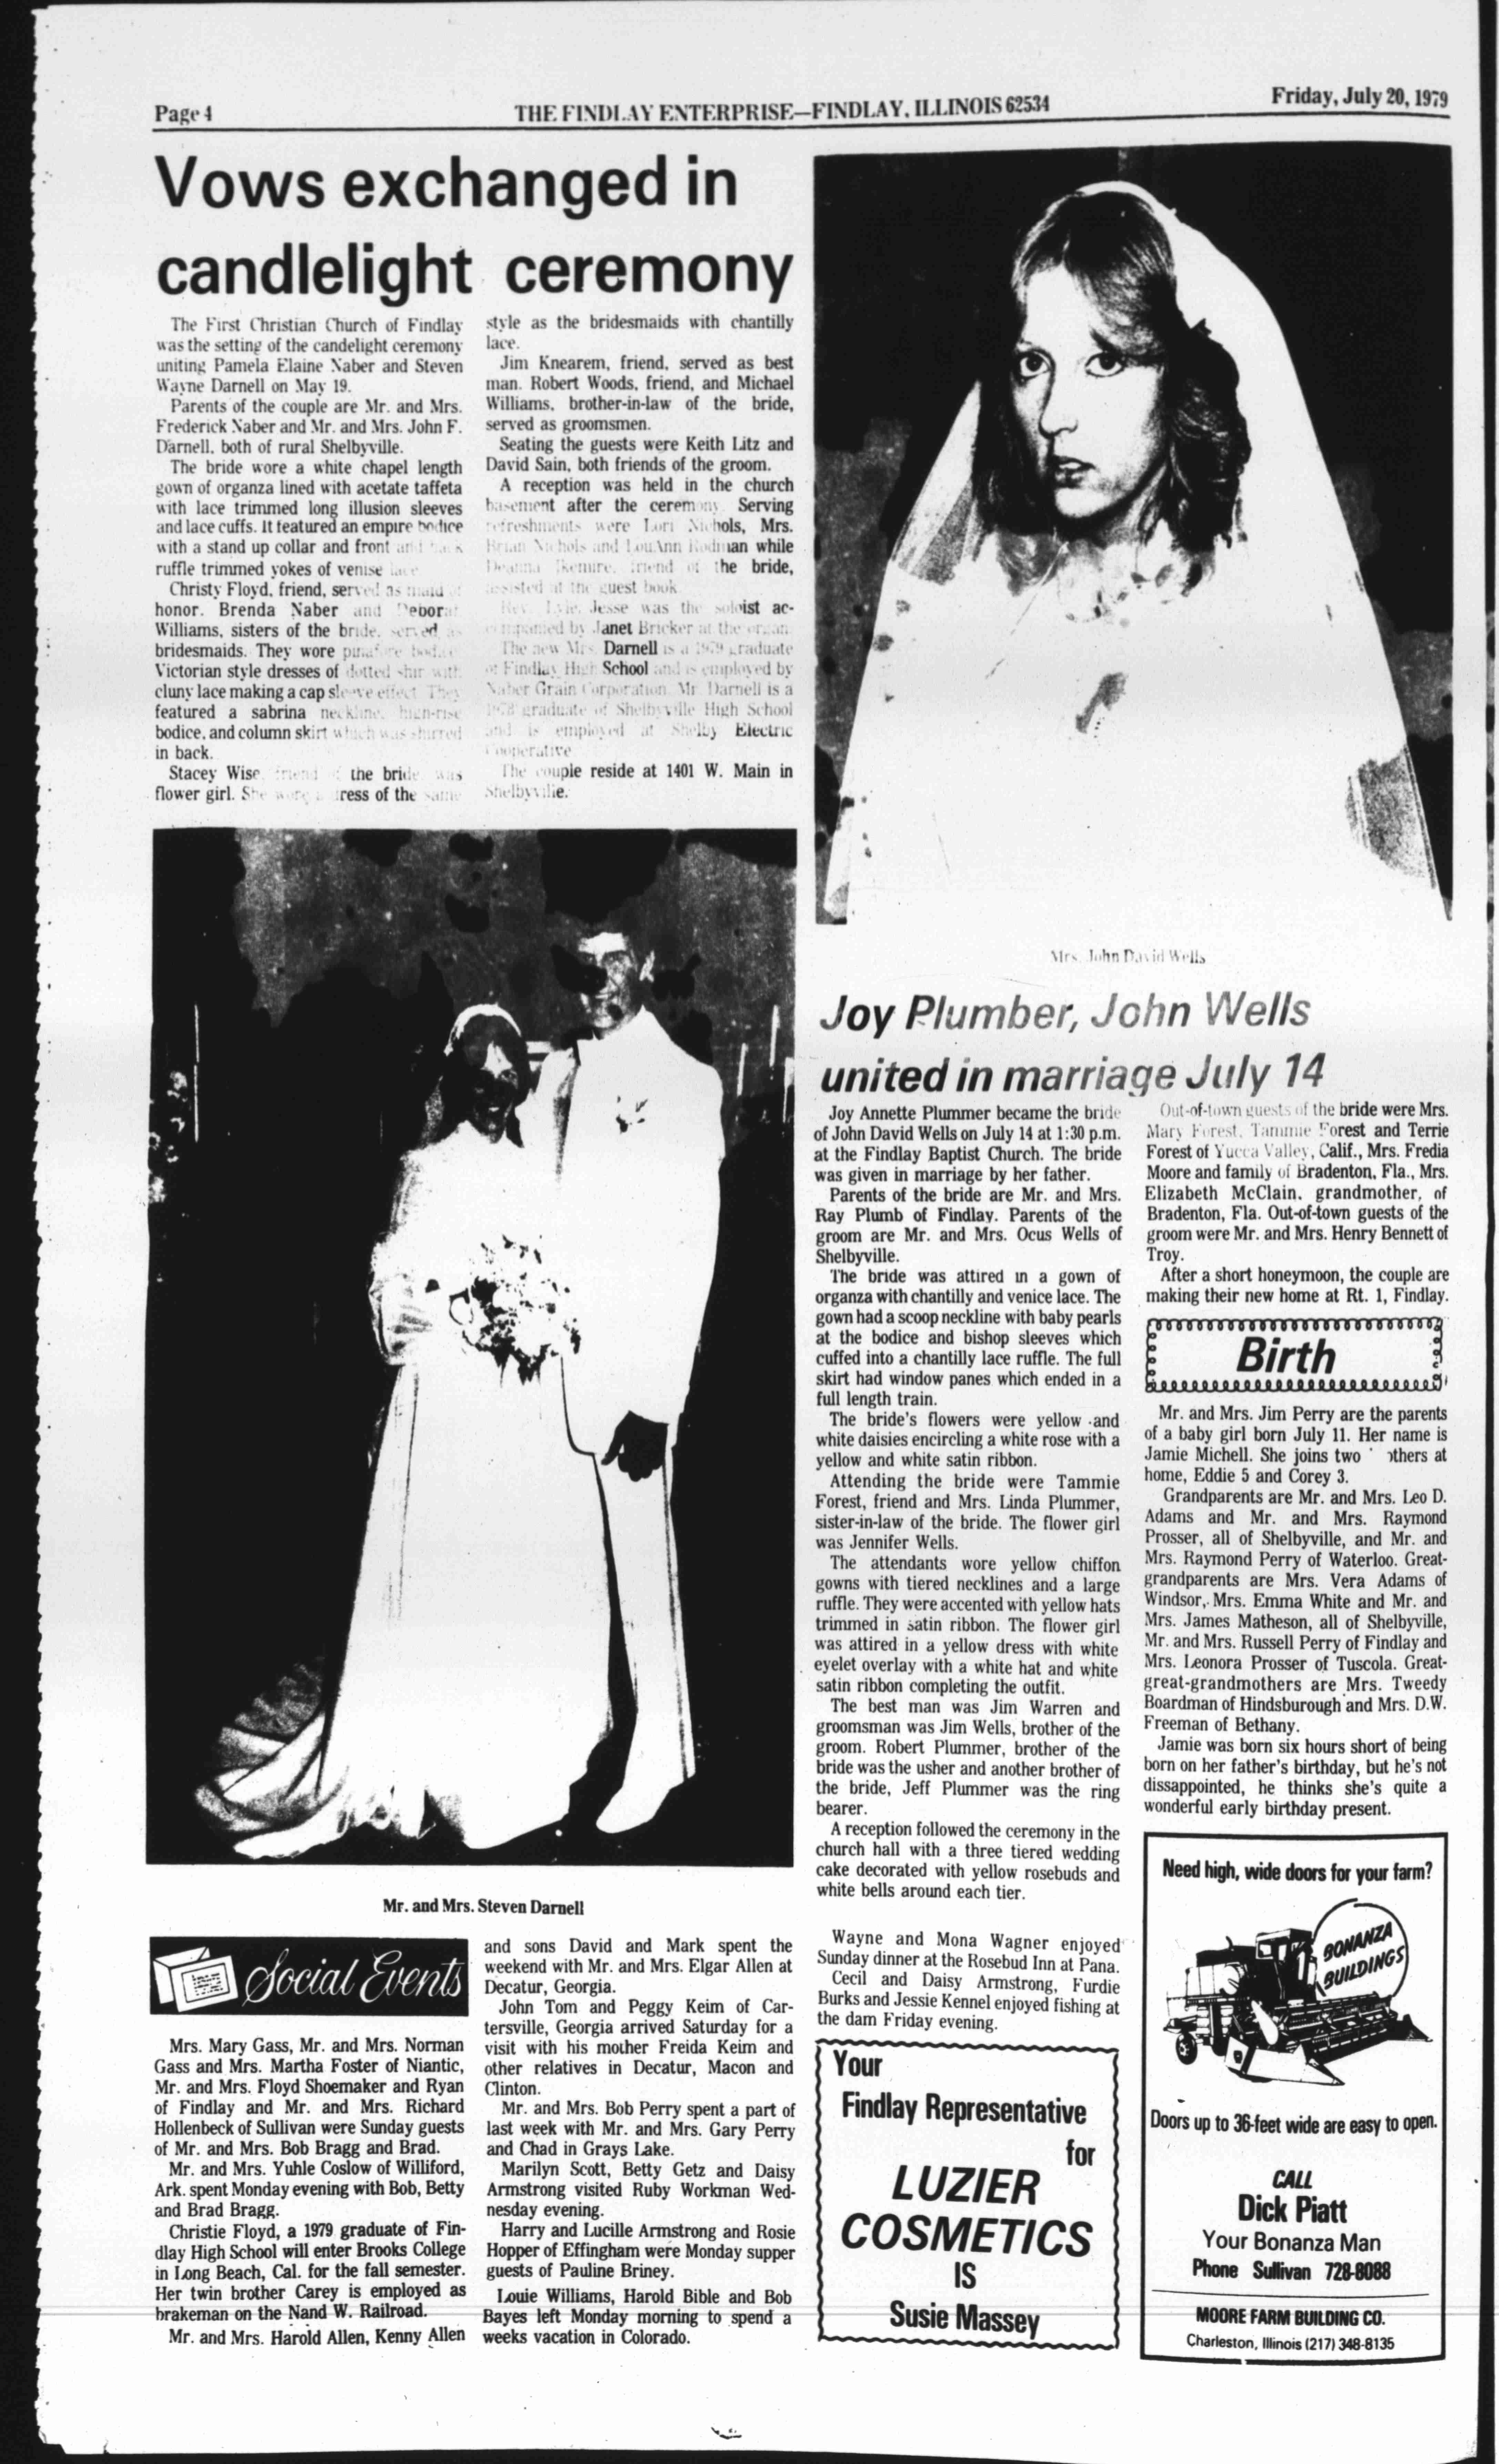 Page 4
THE FINDLAY ENTERPRISE—FINDLAY, ILLINOIS 62534
Friday, July 20, 1979
Vows exchanged in
candlelight ceremony
The First Christian Church of Findlay
was the setting of the candelight ceremony
uniting Pamela Elaine Naber and Steven
Wayne Darnell on May 19.
Parents of the couple are Mr. and Mrs.
Frederick Naber and Mr. and Mrs. John F.
Darnell, both of rural Shelbyville.
The bride wore a white chapel length
gown of organza lined with acetate taffeta
with lace trimmed long illusion sleeves
and lace cuffs. It featured an empire bodice
with a stand up collar and front and back
ruffle trimmed yokes of venise lace
Christy Floyd, friend, served as maid of
honor. Brenda Naber and Deborah
Williams, sisters of the bride, served as
bridesmaids. They wore pinafore bodice
Victorian style dresses of dotted with
cluny lace making a cap sleeve effect. They
featured a sabrina neckline, high-rise
bodice, and column skirt which was shirred
in back.
Stacey Wise, friend of the bride was
flower girl. She wore a dress of the same
style as the bridesmaids with chantilly
lace.
Jim Knearem, friend, served as best
man. Robert Woods, friend, and Michael
Williams, brother-in-law of the bride,
served as groomsmen.
Seating the guests were Keith Litz and
David Sain, both friends of the groom.
A reception was held in the church
basement after the ceremony. Serving
refreshments were Lori Nichols, Mrs.
Brian Nichols and LouAnn Rodman while
Deanna Ikemire, friend of the bride,
assisted at the guest book.
Rev. Lyle Jesse was the soloist ac-
companied by Janet Bricker at the organ.
The new Mrs. Darnell is a 1979 graduate
of Findlay High School and is employed by
Naber Grain Corporation. Mr. Darnell is a
1978 graduate of Shelbyville High School
and is employed at Shelby Electric
Cooperative
The couple reside at 1401 W. Main in
Shelbyville.
Mr. and Mrs. Steven Darnell
Mrs. John David Wells
Joy Plumber, John Wells
united in marriage July 14
Joy Annette Plummer became the bride
of John David Wells on July 14 at 1:30 p.m.
at the Findlay Baptist Church. The bride
was given in marriage by her father.
Parents of the bride are Mr. and Mrs.
Ray Plumb of Findlay. Parents of the
groom are Mr. and Mrs. Ocus Wells of
Shelbyville.
The bride was attired in a gown of
organza with chantilly and venice lace. The
gown had a scoop neckline with baby pearls
at the bodice and bishop sleeves which
cuffed into a chantilly lace ruffle. The full
skirt had window panes which ended in a
full length train.
The bride's flowers were yellow and
white daisies encircling a white rose with a
yellow and white satin ribbon.
Attending the bride were Tammie
Forest, friend and Mrs. Linda Plummer,
sister-in-law of the bride. The flower girl
was Jennifer Wells.
The attendants wore yellow chiffon
gowns with tiered necklines and a large
ruffle. They were accented with yellow hats
trimmed in satin ribbon. The flower girl
was attired in a yellow dress with white
eyelet overlay with a white hat and white
satin ribbon completing the outfit.
The best man was Jim Warren and
groomsman was Jim Wells, brother of the
groom. Robert Plummer, brother of the
bride was the usher and another brother of
the bride, Jeff Plummer was the ring
bearer.
A reception followed the ceremony in the
church hall with a three tiered wedding
cake decorated with yellow rosebuds and
white bells around each tier.
Out-of-town guests of the bride were Mrs.
Mary Forest, Tammie Forest and Terrie
Forest of Yucca Valley, Calif., Mrs. Fredia
Moore and family of Bradenton, Fla., Mrs.
Elizabeth McClain, grandmother, of
Bradenton, Fla. Out-of-town guests of the
groom were Mr. and Mrs. Henry Bennett of
Troy.
After a short honeymoon, the couple are
making their new home at Rt. 1, Findlay.
Birth
Mr. and Mrs. Jim Perry are the parents
of a baby girl born July 11. Her name is
Jamie Michell. She joins two at
home, Eddie 5 and Corey 3.
Grandparents are Mr. and Mrs. Leo D.
Adams and Mr. and Mrs. Raymond
Prosser, all of Shelbyville, and Mr. and
Mrs. Raymond Perry of Waterloo. Great-
grandparents are Mrs. Vera Adams of
Windsor, Mrs. Emma White and Mr. and
Mrs. James Matheson, all of Shelbyville,
Mr. and Mrs. Russell Perry of Findlay and
Mrs. Leonora Prosser of Tuscola. Great-
great-grandmothers are Mrs. Tweedy
Boardman of Hindsburough and Mrs. D.W.
Freeman of Bethany.
Jamie was born six hours short of being
born on her father's birthday, but he's not
dissappointed, he thinks she's quite a
wonderful early birthday present.
Social Events
Mrs. Mary Gass, Mr. and Mrs. Norman
Gass and Mrs. Martha Foster of Niantic,
Mr. and Mrs. Floyd Shoemaker and Ryan
of Findlay and Mr. and Mrs. Richard
Hollenbeck of Sullivan were Sunday guests
of Mr. and Mrs. Bob Bragg and Brad.
Mr. and Mrs. Yuhle Coslow of Williford,
Ark. spent Monday evening with Bob, Betty
and Brad Bragg.
Christie Floyd, a 1979 graduate of Fin-
dlay High School will enter Brooks College
in Long Beach, Cal. for the fall semester.
Her twin brother Carey is employed as
brakeman on the Nand W. Railroad.
Mr. and Mrs. Harold Allen, Kenny Allen
and sons David and Mark spent the
weekend with Mr. and Mrs. Elgar Allen at
Decatur, Georgia.
John Tom and Peggy Keim of Car-
tersville, Georgia arrived Saturday for a
visit with his mother Freida Keim and
other relatives in Decatur, Macon and
Clinton.
Mr. and Mrs. Bob Perry spent a part of
last week with Mr. and Mrs. Gary Perry
and Chad in Grays Lake.
Marilyn Scott, Betty Getz and Daisy
Armstrong visited Ruby Workman Wed-
nesday evening.
Harry and Lucille Armstrong and Rosie
Hopper of Effingham were Monday supper
guests of Pauline Briney.
Louie Williams, Harold Bible and Bob
Bayes left Monday morning to spend a
weeks vacation in Colorado.
Wayne and Mona Wagner enjoyed
Sunday dinner at the Rosebud Inn at Pana.
Cecil and Daisy Armstrong, Furdie
Burks and Jessie Kennel enjoyed fishing at
the dam Friday evening.
Your
Findlay Representative
for
LUZIER
COSMETICS
IS
Susie Massey
Need high, wide doors for your farm?
BONANZA
BUILDINGS
Doors up to 36-feet wide are easy to open.
CALL
Dick Piatt
Your Bonanza Man
Phone Sullivan 728-8088
MOORE FARM BUILDING CO.
Charleston, Illinois (217) 348-8135